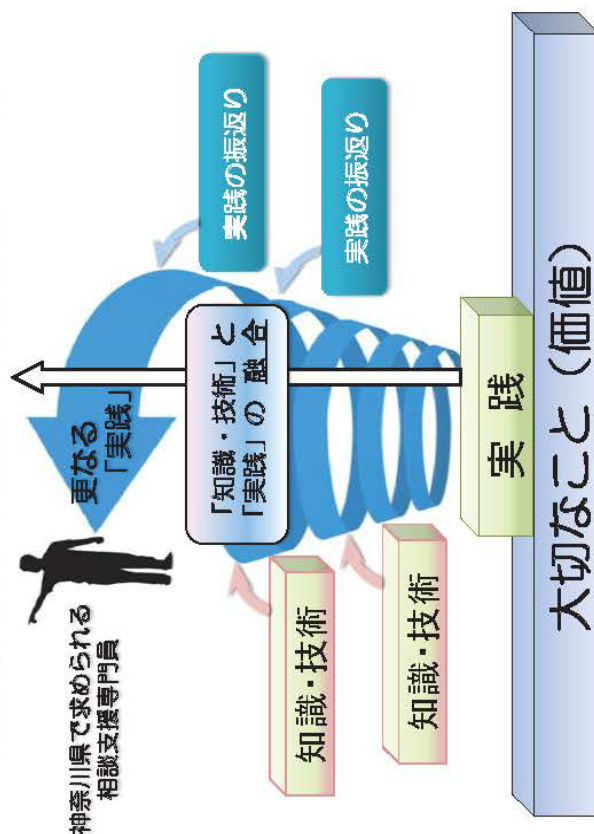 神奈川県で求められる
相談支援専門員
更なる
「実践」
「知識・技術」と
「実践」の 融合
実践の振返り
実践の振返り
知識・技術
知識・技術
実践
大切なこと（価値）